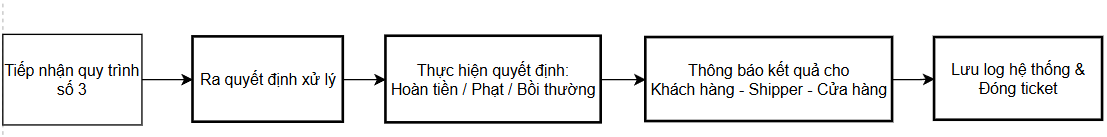 Tiếp nhận quy trình
số 3
Ra quyết định xử lý
Thực hiện quyết định:
Hoàn tiền / Phạt / Bồi thường
Thông báo kết quả cho
Khách hàng - Shipper - Cửa hàng
Lưu log hệ thống &
Đóng ticket